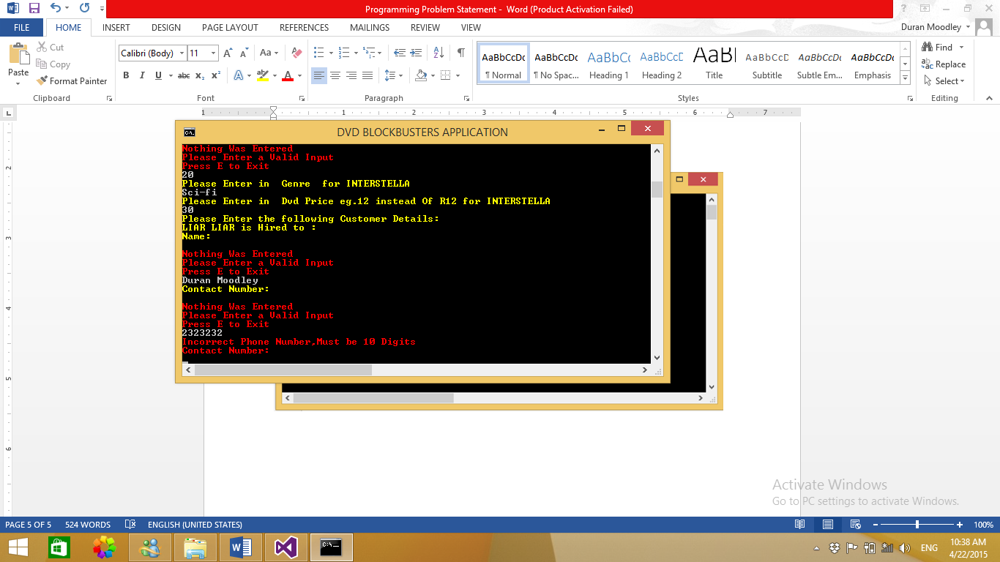 Programming Problem Statement - Word (Product Activation Failed)
FILE HOME INSERT DESIGN PAGE LAYOUT REFERENCES MAILINGS REVIEW VIEW Duran Moodley
Paste
Cut
Copy
Format Painter
Clipboard
Calibri (Body) 11
Font
Paragraph
AaBbCcDc AaBbCcDc AaBbCc AaBbCcD AaBl AaBbCcD AaBbCcDc AaBbCcDc
¶ Normal ¶ No Spac... Heading 1 Heading 2 Title Subtitle Subtle Em... Emphasis
Styles
Find
Replace
Select
Editing
1 1 2 3 4 5 6 7
DVD BLOCKBUSTERS APPLICATION
Nothing Was Entered
Please Enter a Valid Input
Press E to Exit
20
Please Enter in  Genre  for INTERSTELLA
Sci-fi
Please Enter in  Dvd Price eg.12 instead Of R12 for INTERSTELLA
30
Please Enter the following Customer Details:
LIAR LIAR is Hired to :
Name:
Nothing Was Entered
Please Enter a Valid Input
Press E to Exit
Duran Moodley
Contact Number:
Nothing Was Entered
Please Enter a Valid Input
Press E to Exit
2323232
Incorrect Phone Number,Must be 10 Digits
Contact Number:
2
3
4
5
6
Activate Windows
Go to PC settings to activate Windows.
PAGE 5 OF 5 524 WORDS ENGLISH (UNITED STATES) 100%
ENG
10:38 AM
4/22/2015